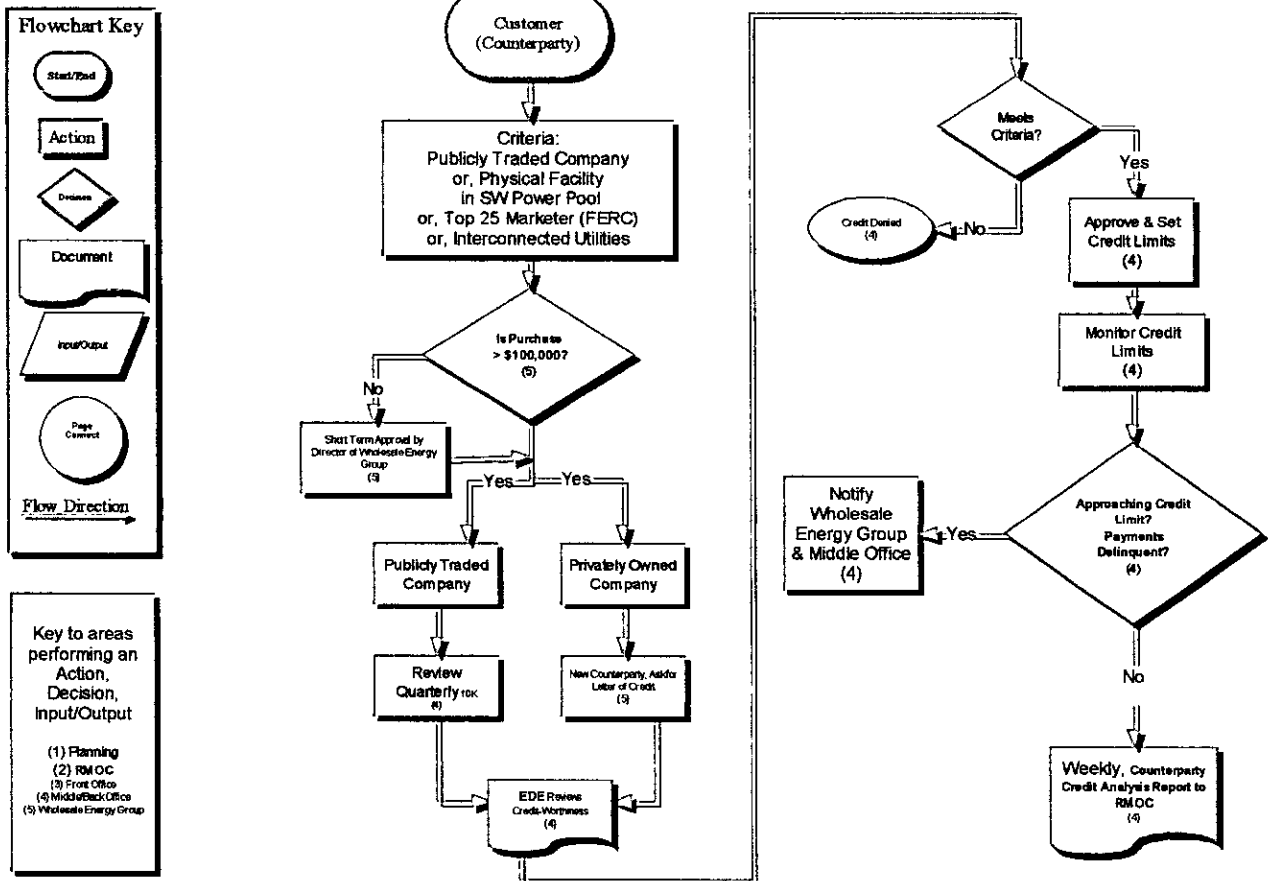 Flowchart Key
Start/End
Action
Decision
Document
Input/Output
Page
Connect
Flow Direction
Key to areas
performing an
Action,
Decision,
Input/Output
(1) Planning
(2) RMOC
(3) Front Office
(4) Middle/Back Office
(5) Wholesale Energy Group
Customer
(Counterparty)
Criteria:
Publicly Traded Company
or, Physical Facility
in SW Power Pool
or, Top 25 Marketer (FERC)
or, Interconnected Utilities
Is Purchase
> $100,000?
(5)
No
Short Term Approval by
Director of Wholesale Energy
Group
(5)
Yes
Yes
Publicly Traded
Company
Privately Owned
Company
Review
Quarterly 10K
(4)
New Counterparty, Ask for
Letter of Credit
(5)
EDE Reviews
Credit-Worthiness
(4)
Meets
Criteria?
Yes
No
Credit Denied
(4)
Approve & Set
Credit Limits
(4)
Monitor Credit
Limits
(4)
Approaching Credit
Limit?
Payments
Delinquent?
(4)
Yes
Notify
Wholesale
Energy Group
& Middle Office
(4)
No
Weekly, Counterparty
Credit Analysis Report to
RMOC
(4)